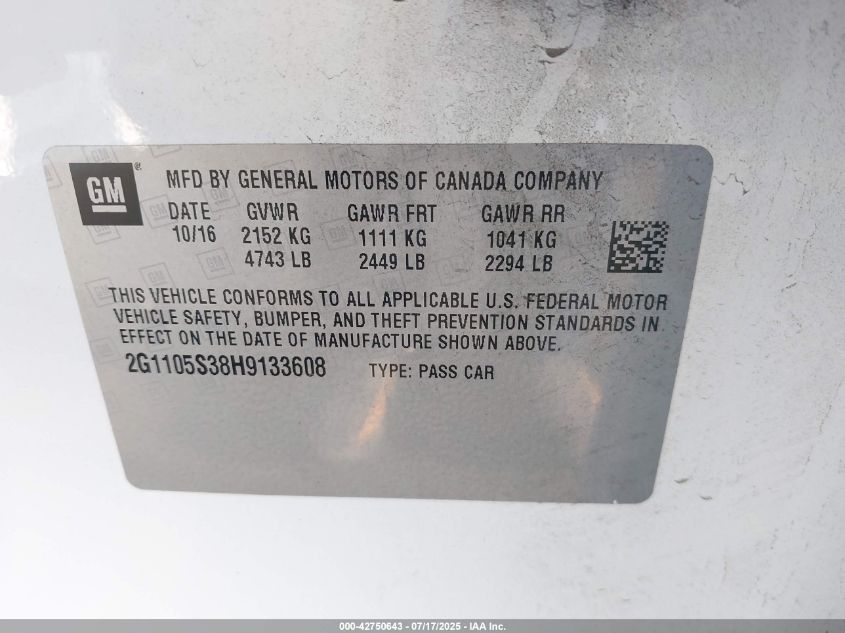 GM
MFD BY GENERAL MOTORS OF CANADA COMPANY
DATE GVWR GAWR FRT GAWR RR
10/16 2152 KG 1111 KG 1041 KG
4743 LB 2449 LB 2294 LB
THIS VEHICLE CONFORMS TO ALL APPLICABLE U.S. FEDERAL MOTOR
VEHICLE SAFETY, BUMPER, AND THEFT PREVENTION STANDARDS IN
EFFECT ON THE DATE OF MANUFACTURE SHOWN ABOVE.
2G1105S38H9133608 TYPE: PASS CAR
000-42750643 - 07/17/2025 - IAA Inc.